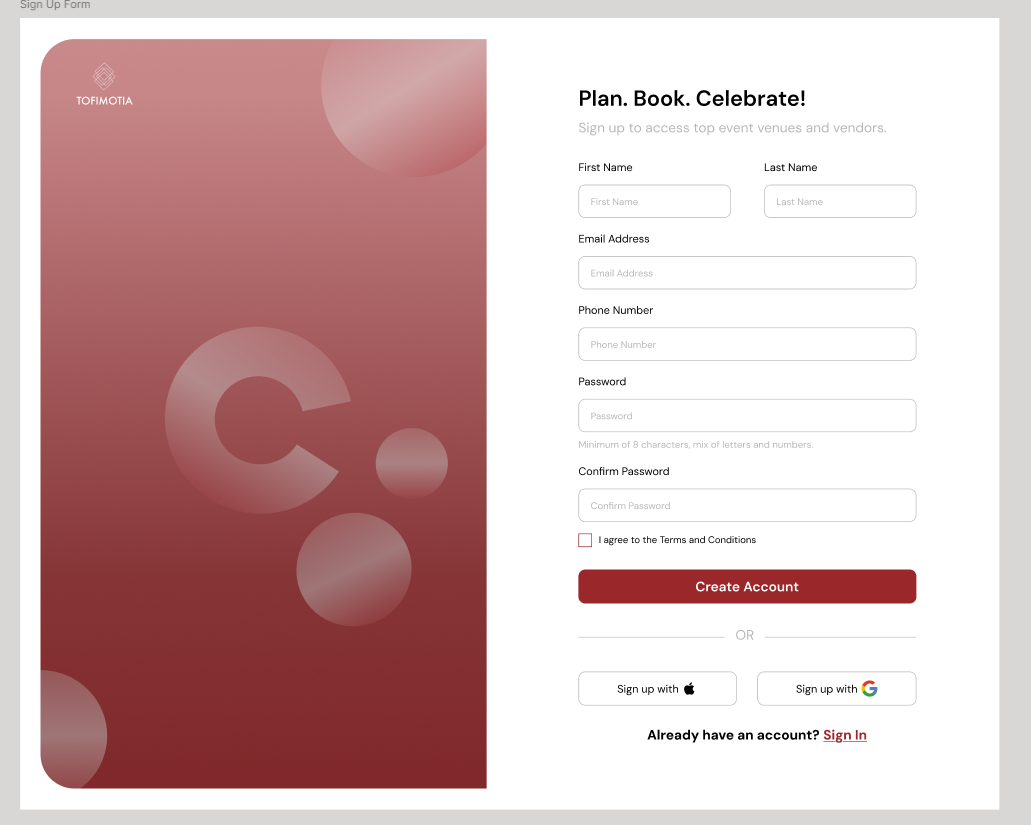 Sign Up Form
TOFIMOTIA
Plan. Book. Celebrate!
Sign up to access top event venues and vendors.
First Name
Last Name
First Name
Last Name
Email Address
Email Address
Phone Number
Phone Number
Password
Password
Minimum of 8 characters, mix of letters and numbers.
Confirm Password
Confirm Password
I agree to the Terms and Conditions
Create Account
OR
Sign up with
Sign up with
Already have an account? Sign In